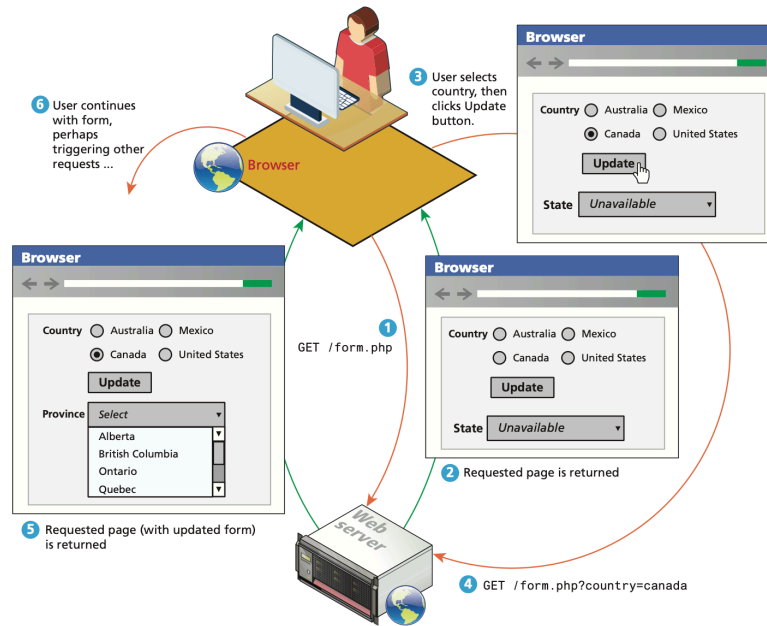 6 User continues
with form,
perhaps
triggering other
requests ...
Browser
3 User selects
country, then
clicks Update
button.
Browser
Country Australia Mexico
Canada United States
Update
State Unavailable
Browser
Country Australia Mexico
Canada United States
Update
Province Select
Alberta
British Columbia
Ontario
Quebec
5 Requested page (with updated form)
is returned
1
GET /form.php
Browser
Country Australia Mexico
Canada United States
Update
State Unavailable
2 Requested page is returned
Web
server
4 GET /form.php?country=canada